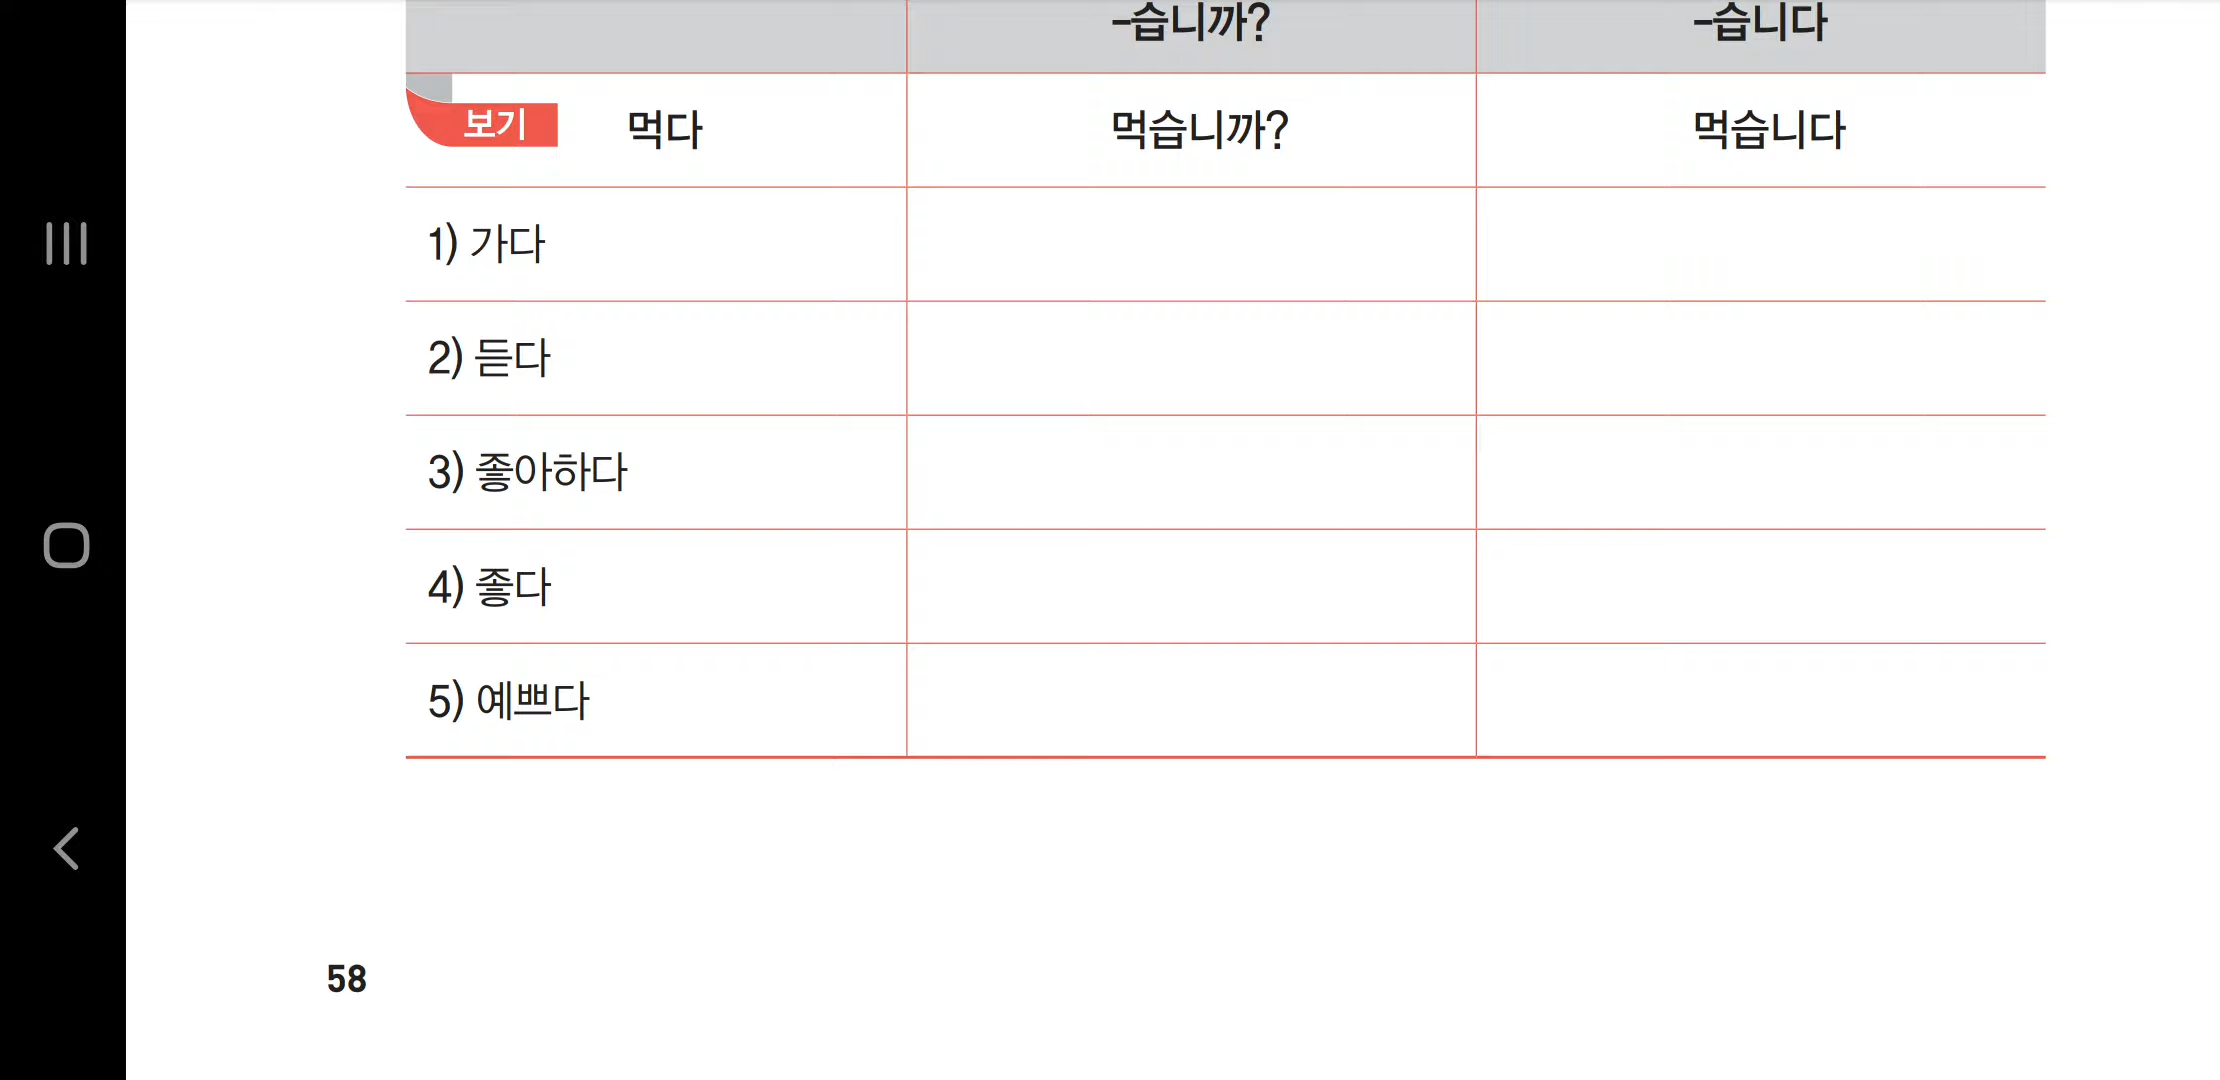 -습니까? -습니다
보기 먹다 먹습니까? 먹습니다
1) 가다
2) 듣다
3) 좋아하다
4) 좋다
5) 예쁘다
58